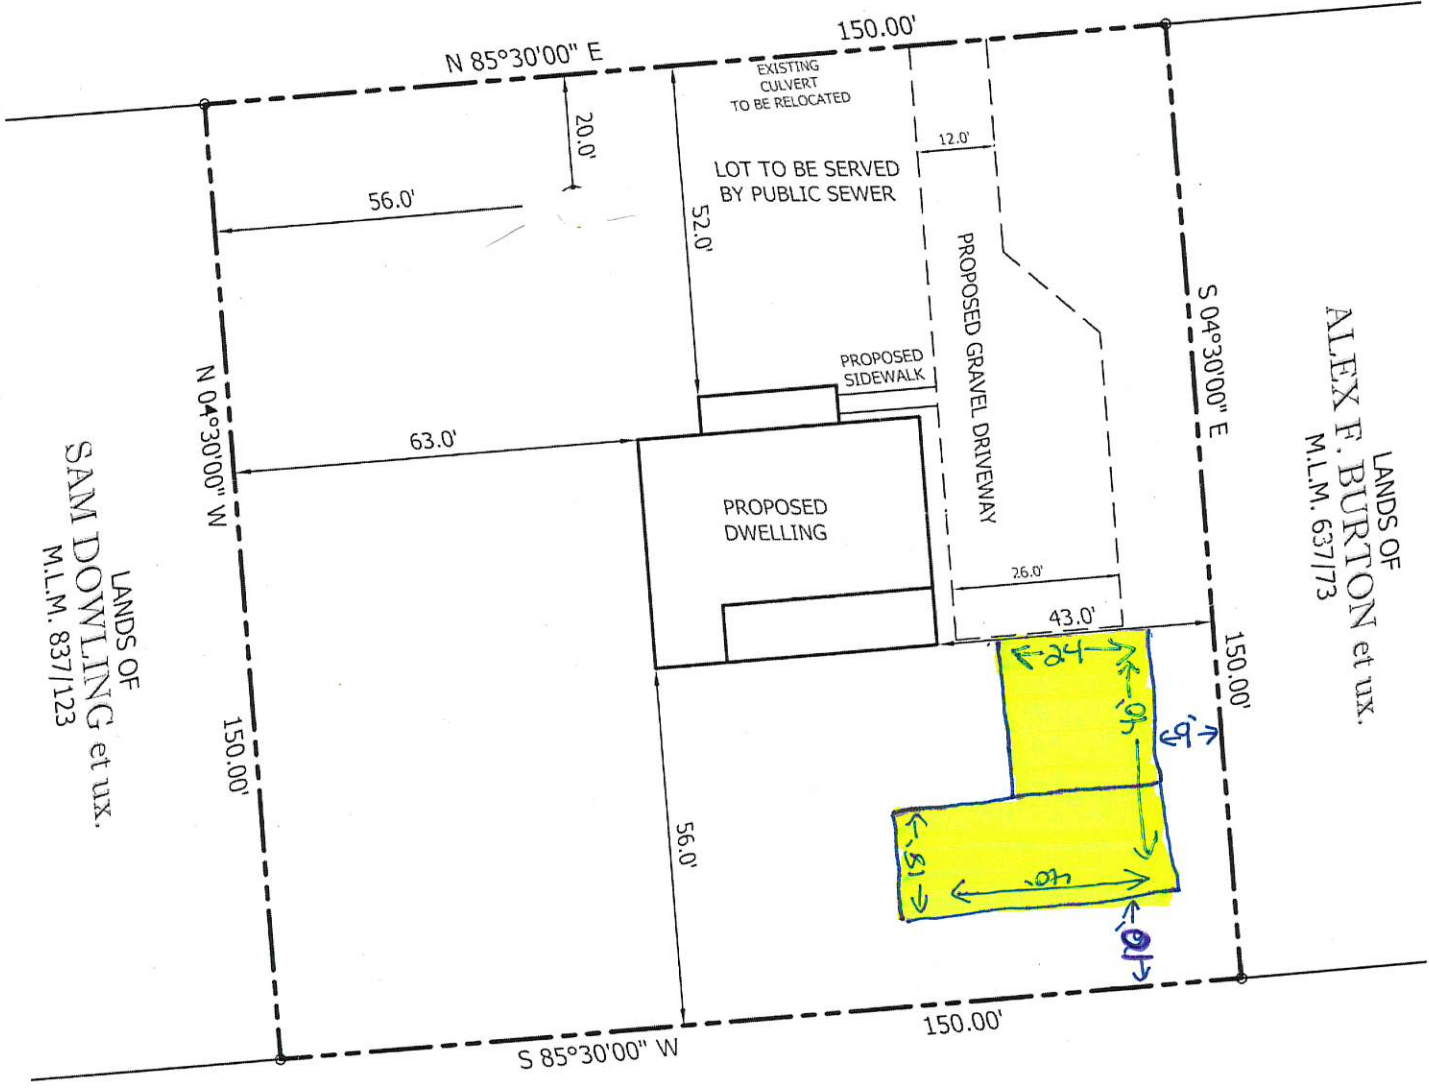 N 85°30'00" E
150.00'
EXISTING
CULVERT
TO BE RELOCATED
20.0'
12.0'
LOT TO BE SERVED
BY PUBLIC SEWER
56.0'
52.0'
PROPOSED GRAVEL DRIVEWAY
S 04°30'00" E
150.00'
LANDS OF
ALEX F. BURTON et ux.
M.L.M. 637/73
PROPOSED
SIDEWALK
N 04°30'00" W
150.00'
63.0'
LANDS OF
SAM DOWLING et ux.
M.L.M. 837/123
PROPOSED
DWELLING
26.0'
43.0'
24
40'
9'
18'
40'
10'
56.0'
150.00'
S 85°30'00" W